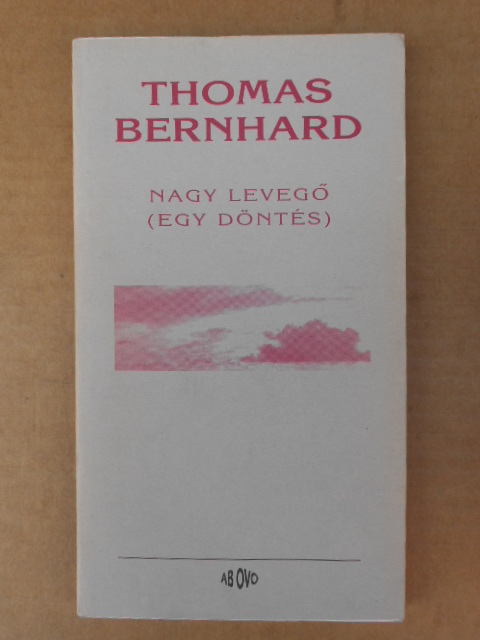 THOMAS
BERNHARD
NAGY LEVEGŐ
(EGY DÖNTÉS)
AB OVO